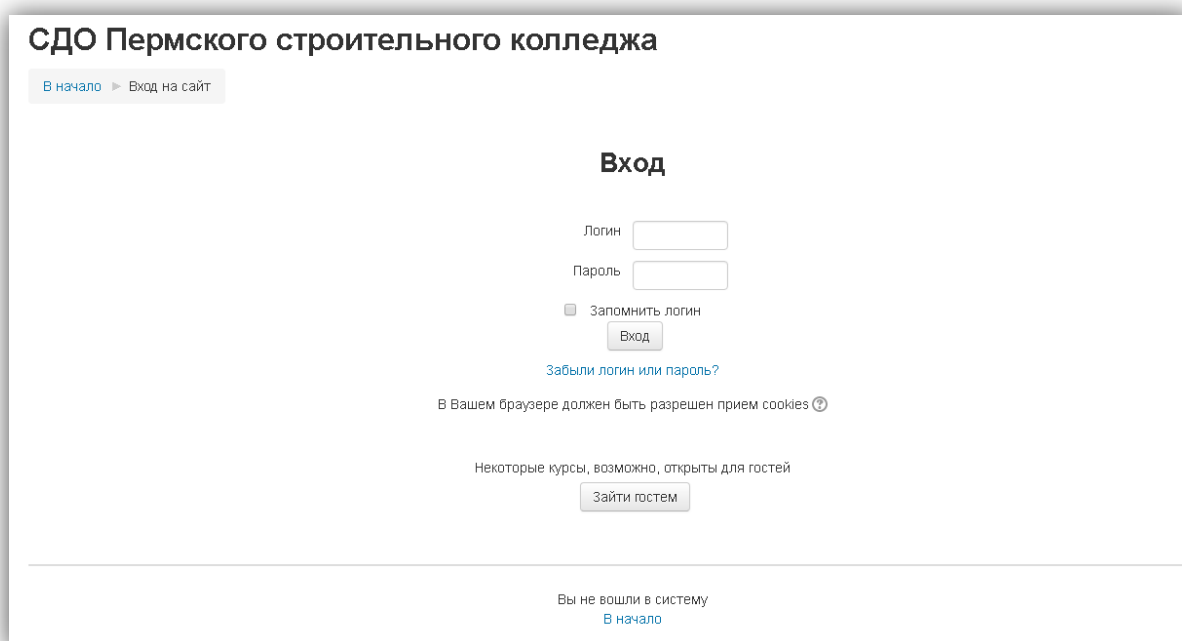 СДО Пермского строительного колледжа
В начало ► Вход на сайт
Вход
Логин
Пароль
Запомнить логин
Вход
Забыли логин или пароль?
В Вашем браузере должен быть разрешен прием cookies ?
Некоторые курсы, возможно, открыты для гостей
Зайти гостем
Вы не вошли в систему
В начало